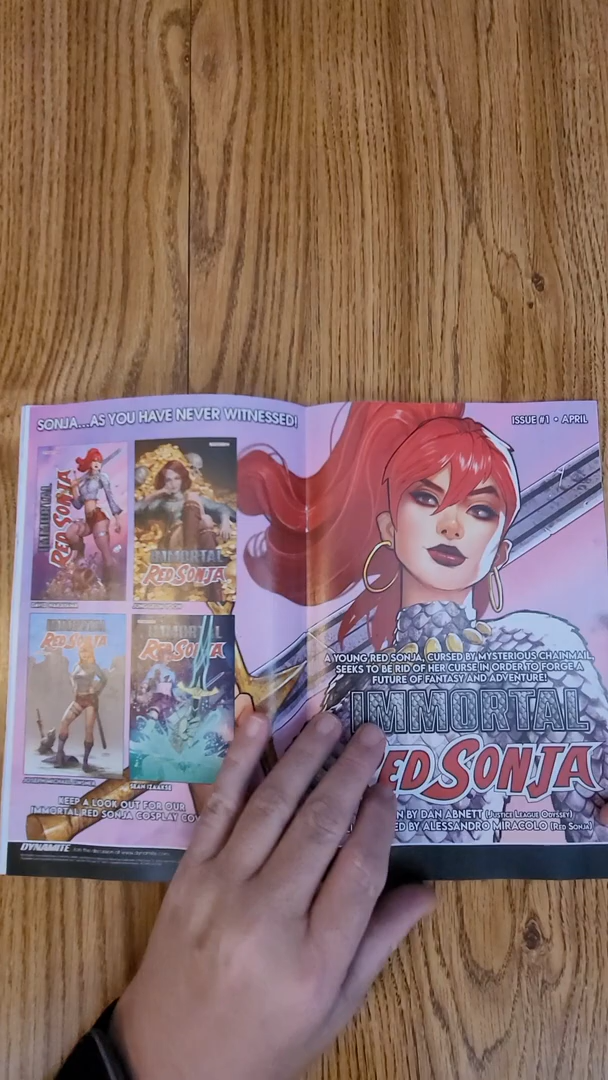 SONJA...AS YOU HAVE NEVER WITNESSED!
IMMORTAL
RED SONJA
IMMORTAL
RED SONJA
IMMORTAL
RED SONJA
IMMORTAL
RED SONJA
SEAN IZAAKSE
KEEP A LOOK OUT FOR OUR
IMMORTAL RED SONJA COSPLAY
DYNAMITE
ISSUE #1 • APRIL
A YOUNG RED SONJA, CURSED BY MYSTERIOUS CHAINMAIL,
SEEKS TO BE RID OF HER CURSE IN ORDER TO FORGE A
FUTURE OF FANTASY AND ADVENTURE!
IMMORTAL
RED SONJA
BY DAN ABNETT (JUSTICE LEAGUE ODYSSEY)
BY ALESSANDRO MIRACOLO (RED SONJA)